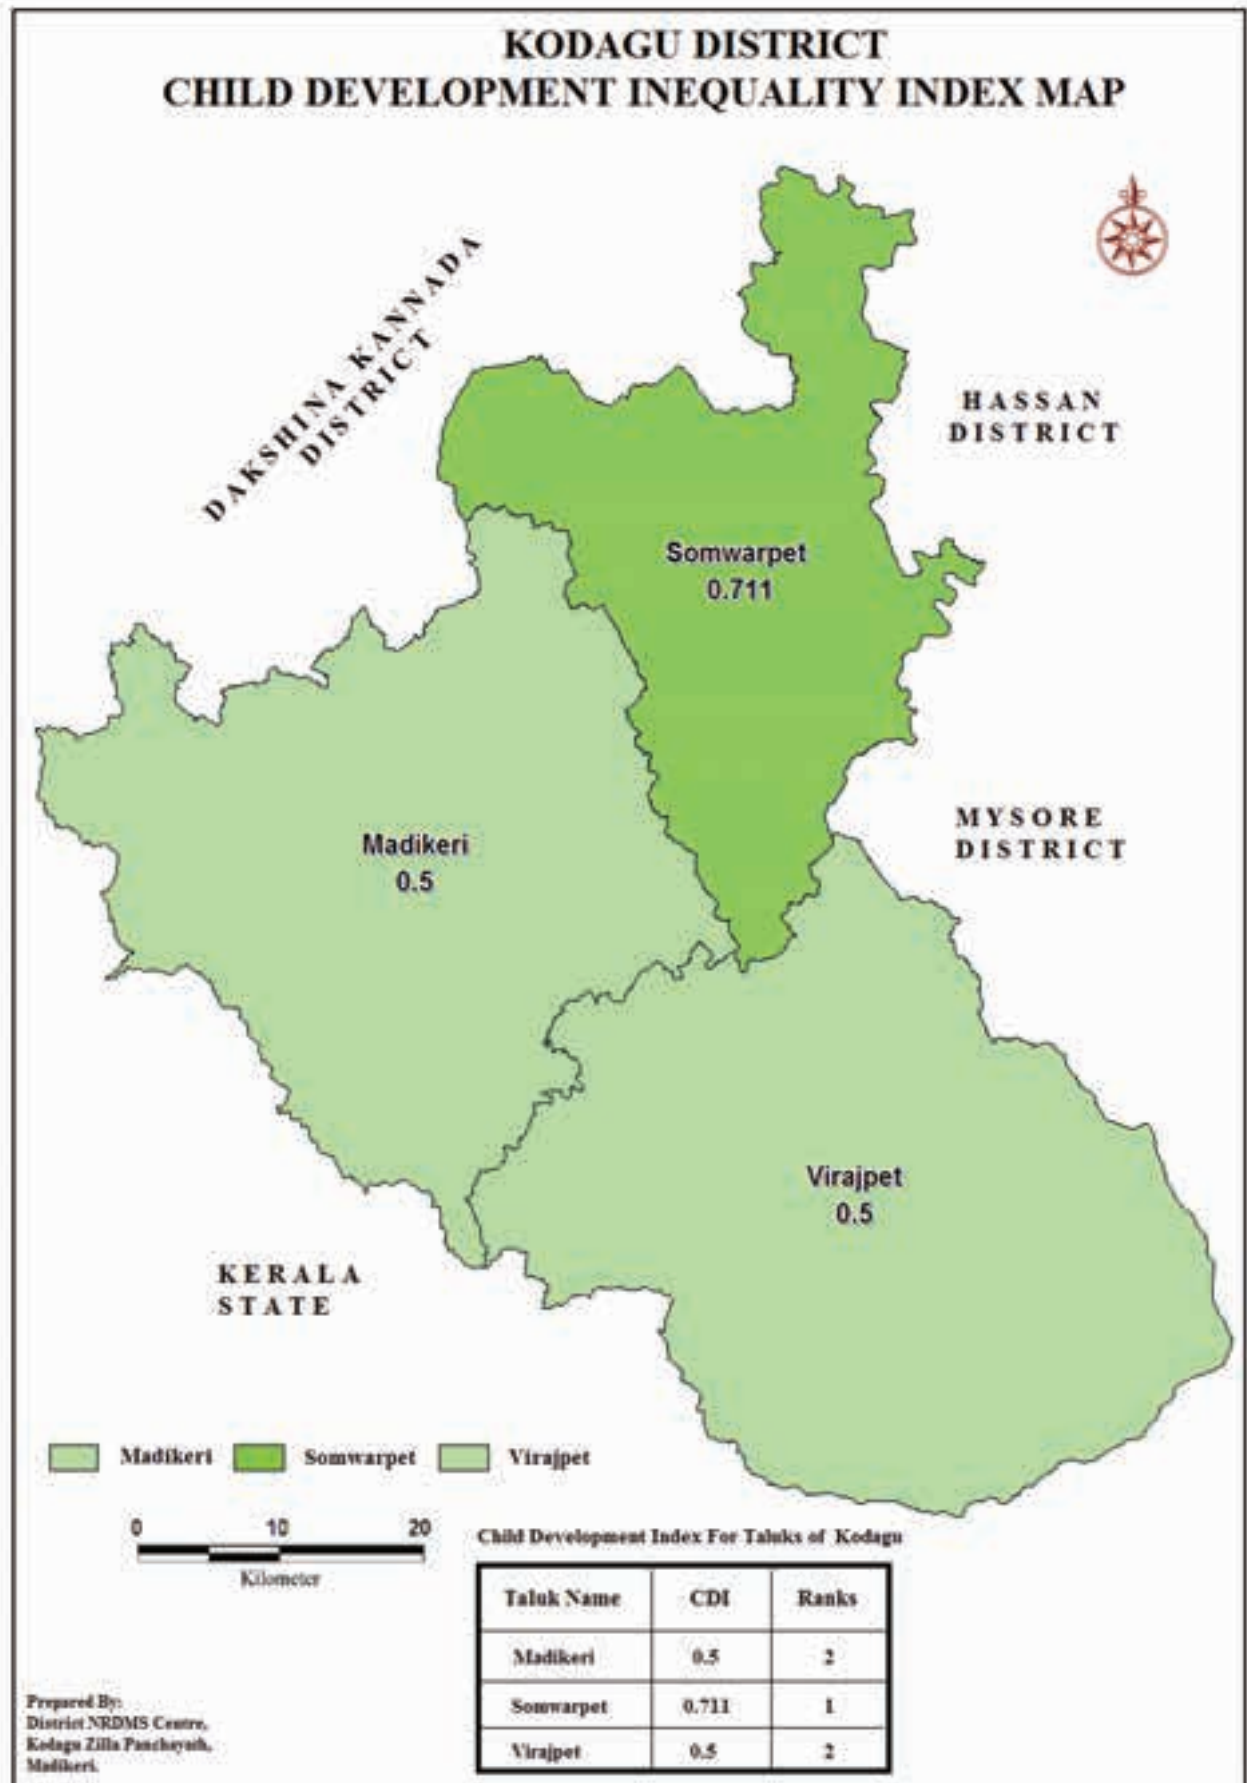 KODAGU DISTRICT
CHILD DEVELOPMENT INEQUALITY INDEX MAP
DAKSHINA KANNADA
DISTRICT
HASSAN
DISTRICT
Somwarpet
0.711
MYSORE
DISTRICT
Madikeri
0.5
Virajpet
0.5
KERALA
STATE
Madikeri Somwarpet Virajpet
0 10 20
Kilometer
Child Development Index For Taluks of Kodagu
Taluk Name CDI Ranks
Madikeri 0.5 2
Somwarpet 0.711 1
Virajpet 0.5 2
Prepared By:
District NRDMS Centre,
Kodagu Zilla Panchayath,
Madikeri.